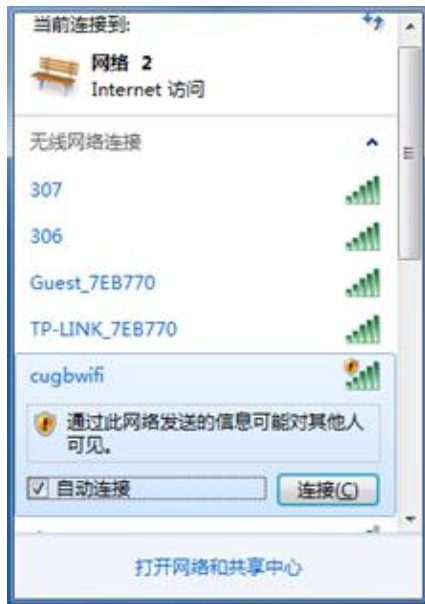 当前连接到:
网络 2
Internet 访问
无线网络连接
307
306
Guest_7EB770
TP-LINK_7EB770
cugbwifi
通过此网络发送的信息可能对其他人
可见。
自动连接
连接(C)
打开网络和共享中心